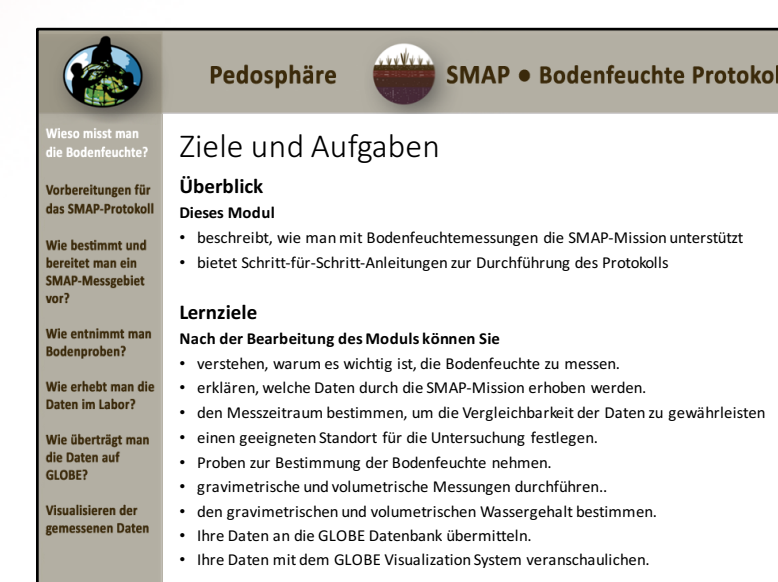 Pedosphäre SMAP ● Bodenfeuchte Protokol
Wieso misst man
die Bodenfeuchte?
Vorbereitungen für
das SMAP-Protokoll
Wie bestimmt und
bereitet man ein
SMAP-Messgebiet
vor?
Wie entnimmt man
Bodenproben?
Wie erhebt man die
Daten im Labor?
Wie überträgt man
die Daten auf
GLOBE?
Visualisieren der
gemessenen Daten
Ziele und Aufgaben
Überblick
Dieses Modul
• beschreibt, wie man mit Bodenfeuchtemessungen die SMAP-Mission unterstützt
• bietet Schritt-für-Schritt-Anleitungen zur Durchführung des Protokolls
Lernziele
Nach der Bearbeitung des Moduls können Sie
• verstehen, warum es wichtig ist, die Bodenfeuchte zu messen.
• erklären, welche Daten durch die SMAP-Mission erhoben werden.
• den Messzeitraum bestimmen, um die Vergleichbarkeit der Daten zu gewährleisten
• einen geeigneten Standort für die Untersuchung festlegen.
• Proben zur Bestimmung der Bodenfeuchte nehmen.
• gravimetrische und volumetrische Messungen durchführen..
• den gravimetrischen und volumetrischen Wassergehalt bestimmen.
• Ihre Daten an die GLOBE Datenbank übermitteln.
• Ihre Daten mit dem GLOBE Visualization System veranschaulichen.